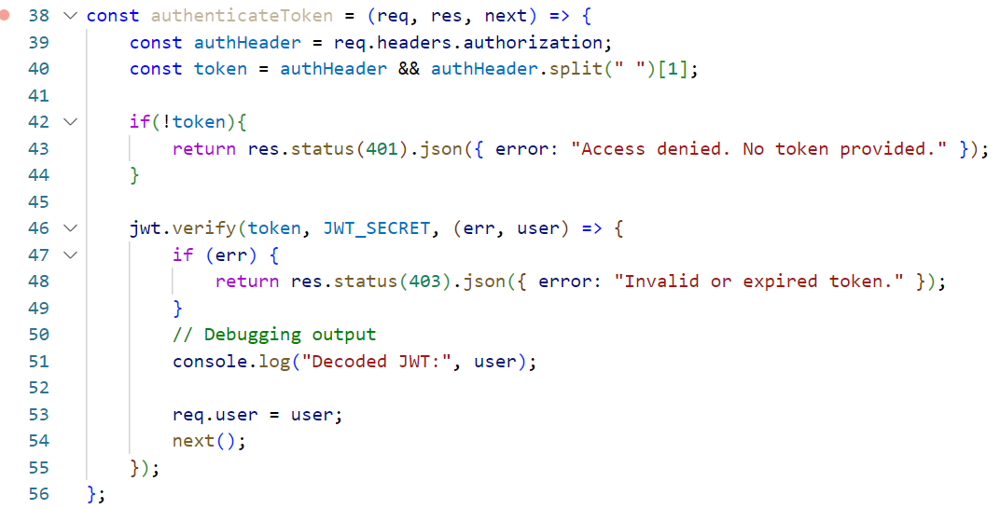 38 const authenticateToken = (req, res, next) => {
39 const authHeader = req.headers.authorization;
40 const token = authHeader && authHeader.split(" ")[1];
41
42 if(!token){
43 return res.status(401).json({ error: "Access denied. No token provided." });
44 }
45
46 jwt.verify(token, JWT_SECRET, (err, user) => {
47 if (err) {
48 return res.status(403).json({ error: "Invalid or expired token." });
49 }
50 // Debugging output
51 console.log("Decoded JWT:", user);
52
53 req.user = user;
54 next();
55 });
56 };